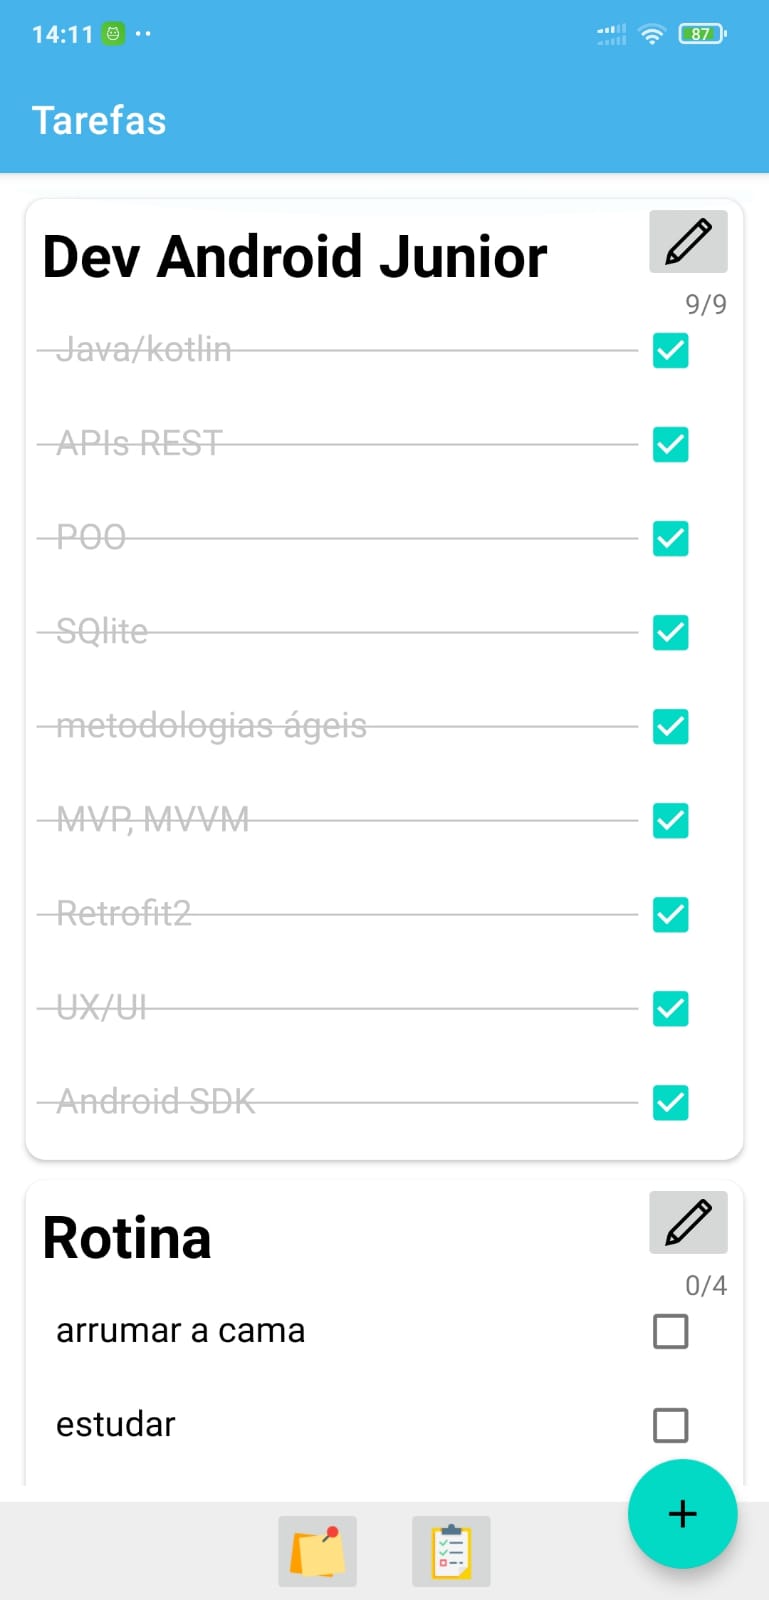 14:11
87
Tarefas
Dev Android Junior
9/9
Java/kotlin
APIs REST
POO
SQlite
metodologias ágeis
MVP, MVVM
Retrofit2
UX/UI
Android SDK
Rotina
0/4
arrumar a cama
estudar
+